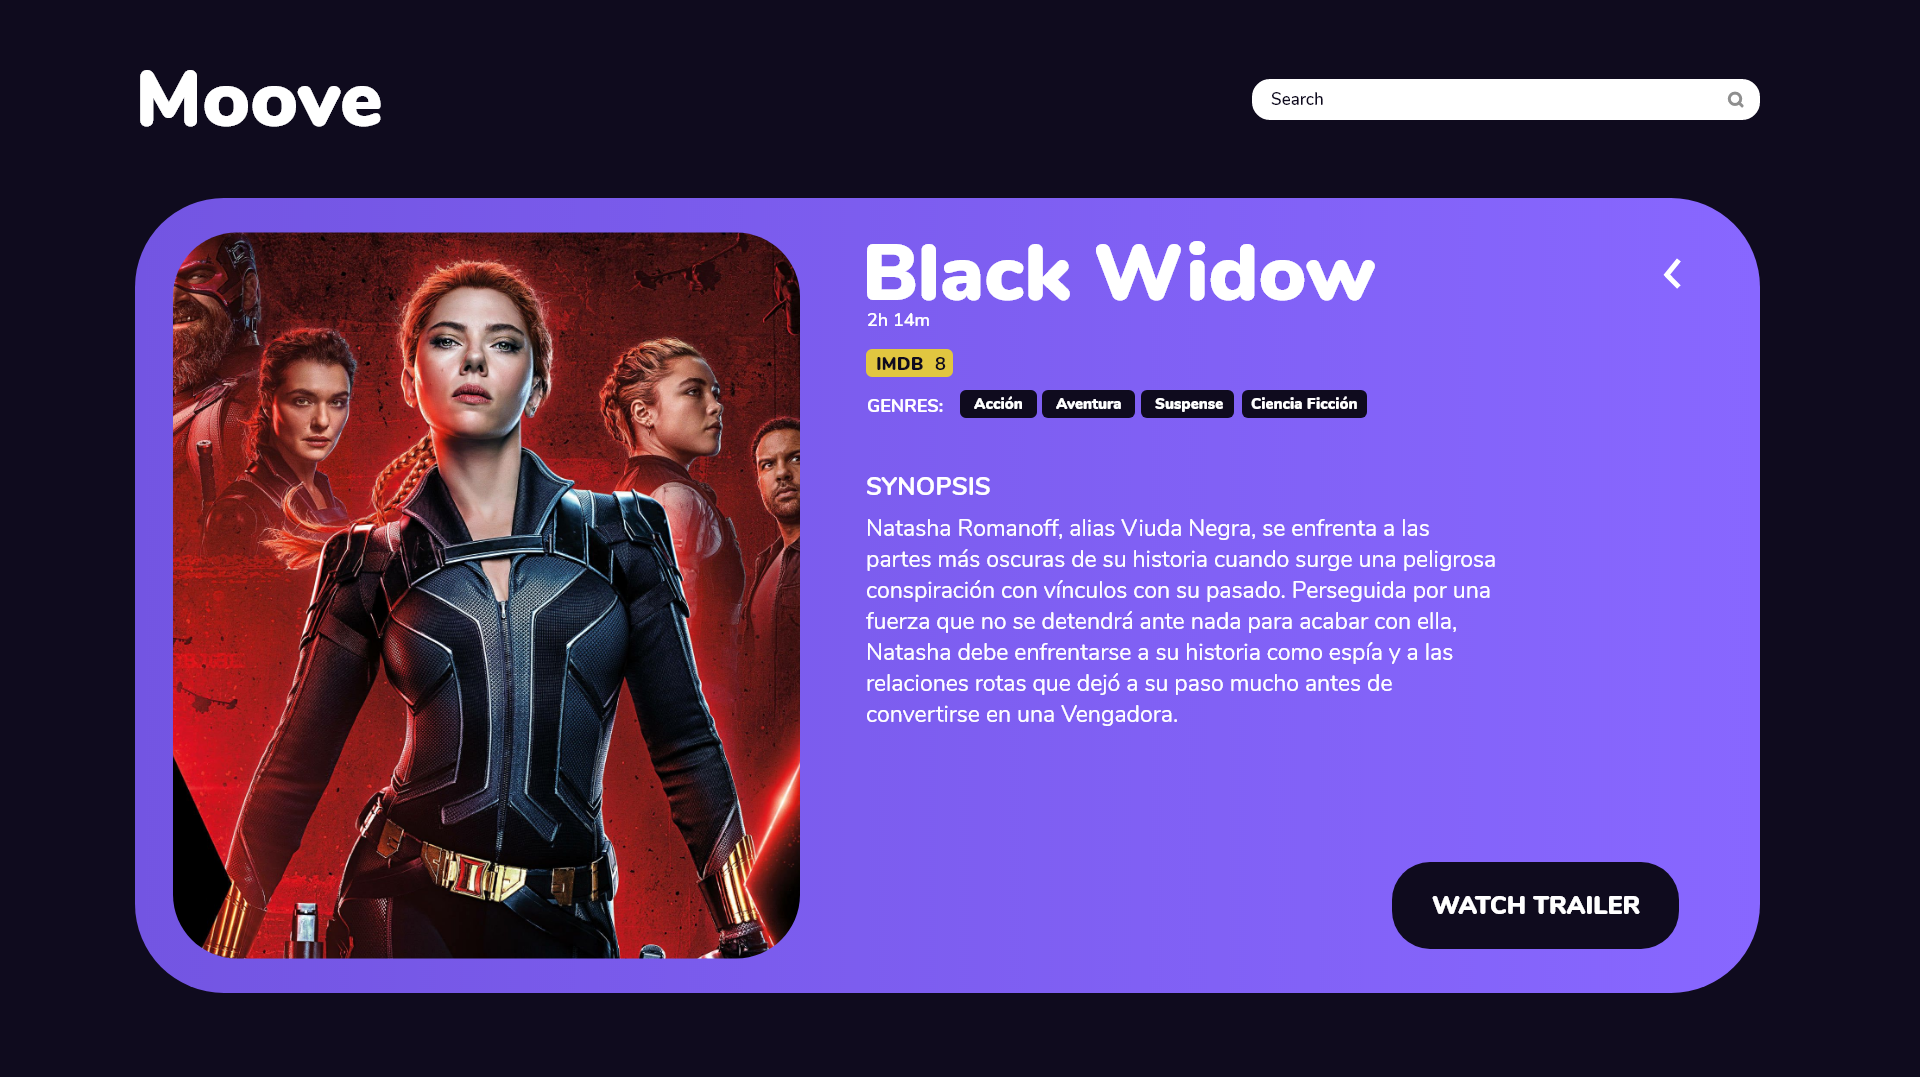 Moove
Search
Black Widow
2h 14m
IMDB 8
GENRES: Acción Aventura Suspense Ciencia Ficción
SYNOPSIS
Natasha Romanoff, alias Viuda Negra, se enfrenta a las
partes más oscuras de su historia cuando surge una peligrosa
conspiración con vínculos con su pasado. Perseguida por una
fuerza que no se detendrá ante nada para acabar con ella,
Natasha debe enfrentarse a su historia como espía y a las
relaciones rotas que dejó a su paso mucho antes de
convertirse en una Vengadora.
WATCH TRAILER